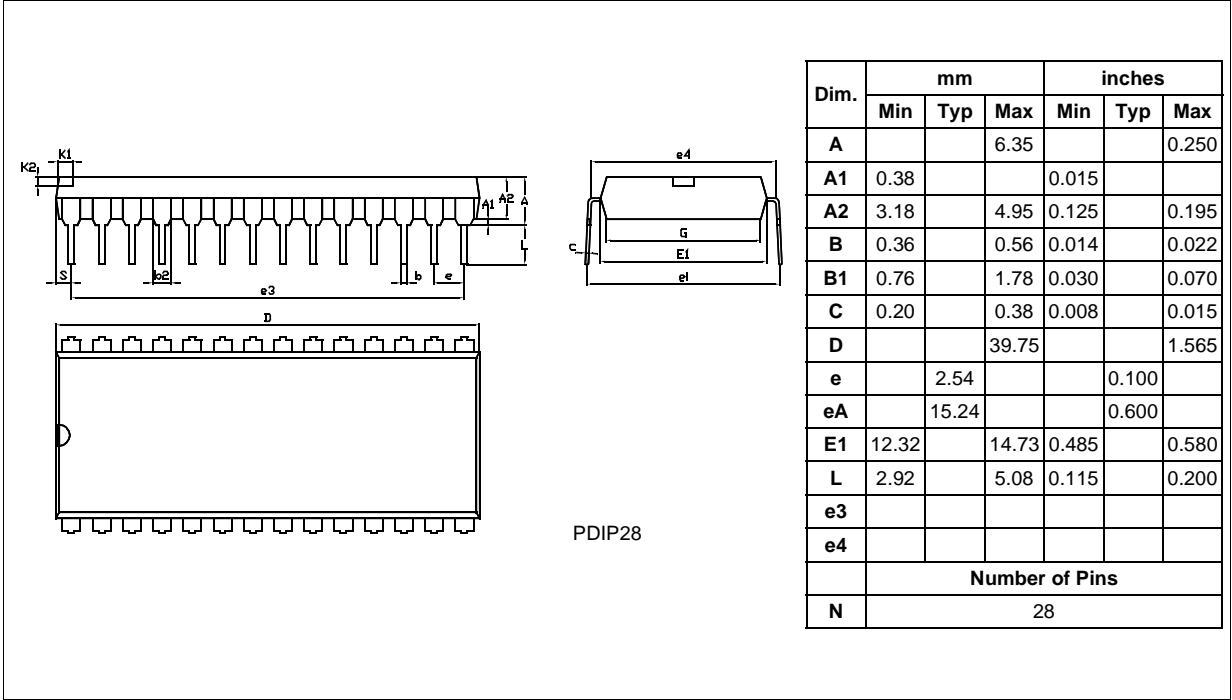 K1
K2
A1 A2 A
L
S b2 b e
e3
D
e4
G
c
E1
e1
PDIP28
Dim. mm inches
Min Typ Max Min Typ Max
A 6.35 0.250
A1 0.38 0.015
A2 3.18 4.95 0.125 0.195
B 0.36 0.56 0.014 0.022
B1 0.76 1.78 0.030 0.070
C 0.20 0.38 0.008 0.015
D 39.75 1.565
e 2.54 0.100
eA 15.24 0.600
E1 12.32 14.73 0.485 0.580
L 2.92 5.08 0.115 0.200
e3
e4
Number of Pins
N 28